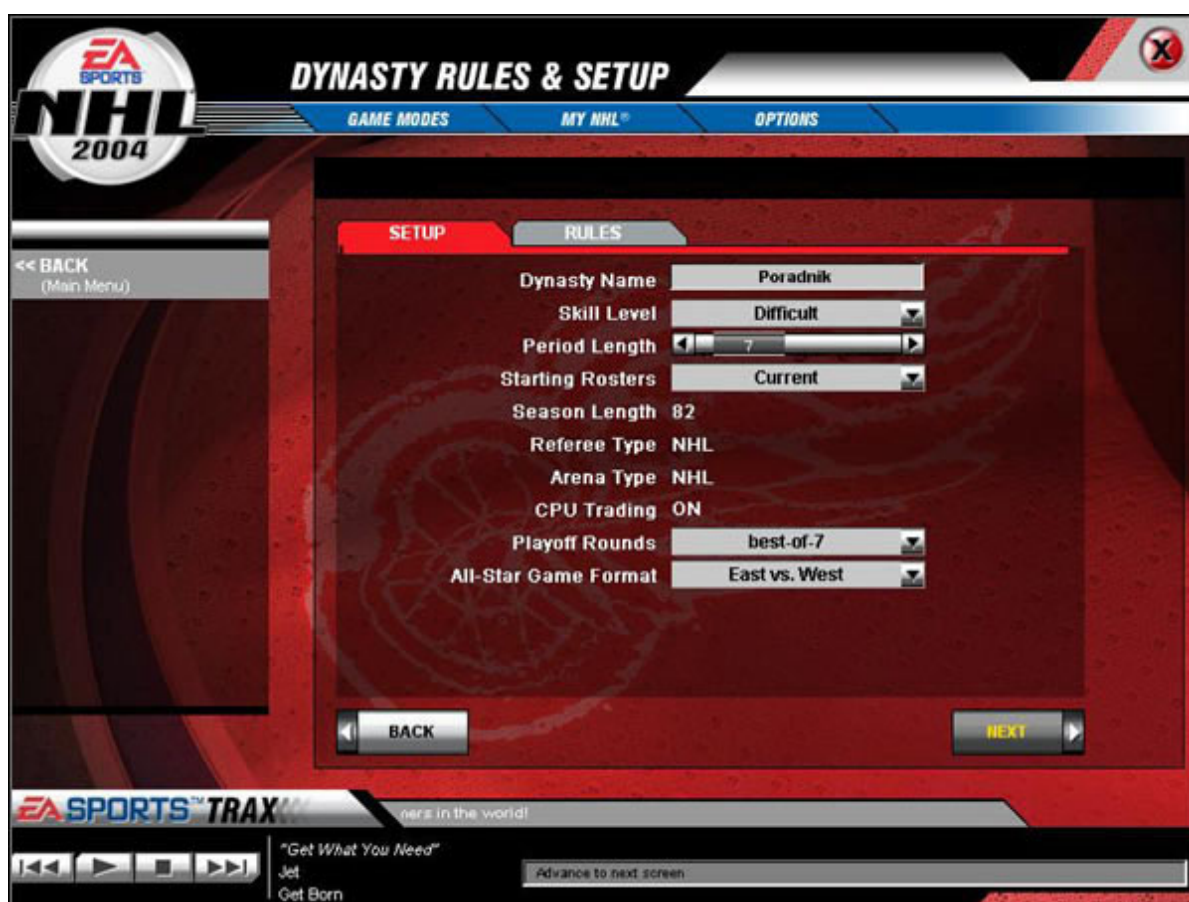 EA
SPORTS
NHL
2004
DYNASTY RULES & SETUP
X
GAME MODES MY NHL® OPTIONS
<< BACK
(Main Menu)
SETUP RULES
Dynasty Name Poradnik
Skill Level Difficult
Period Length 7
Starting Rosters Current
Season Length 82
Referee Type NHL
Arena Type NHL
CPU Trading ON
Playoff Rounds best-of-7
All-Star Game Format East vs. West
BACK NEXT
EA SPORTS™ TRAX
ners in the world!
"Get What You Need"
Jet
Get Born
Advance to next screen